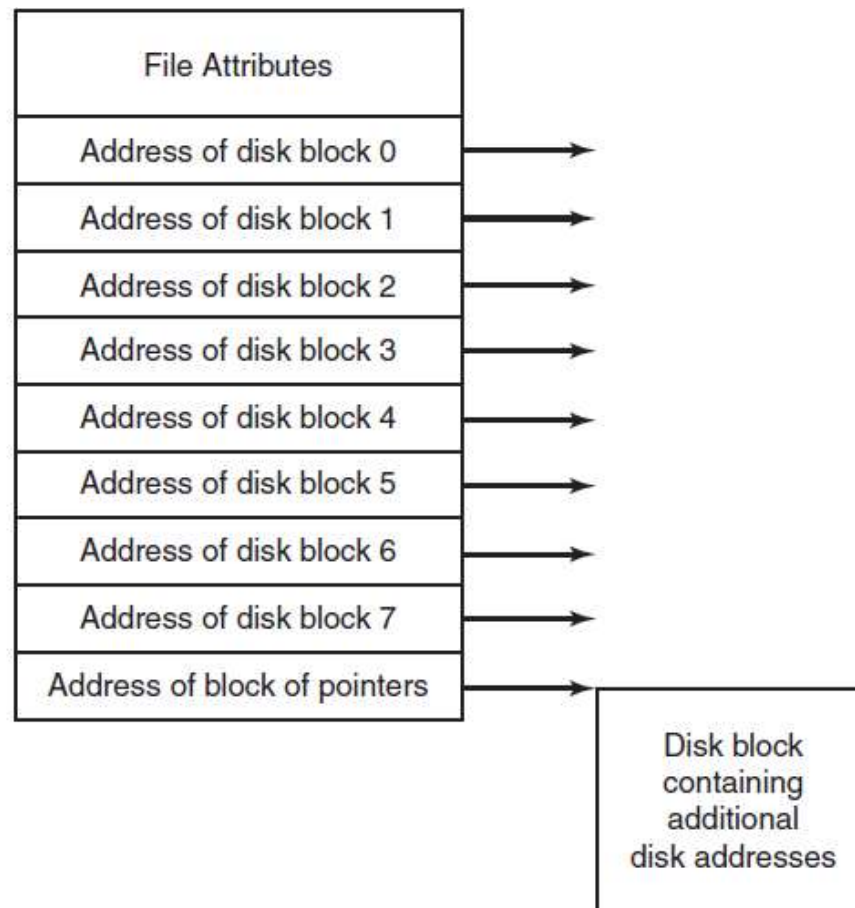 File Attributes
Address of disk block 0
Address of disk block 1
Address of disk block 2
Address of disk block 3
Address of disk block 4
Address of disk block 5
Address of disk block 6
Address of disk block 7
Address of block of pointers
Disk block
containing
additional
disk addresses